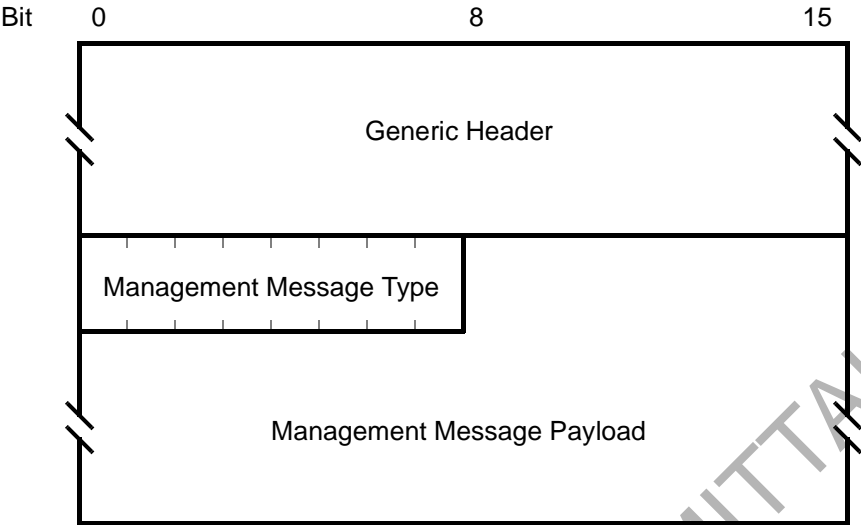 Bit 0 8 15
Generic Header
Management Message Type
Management Message Payload